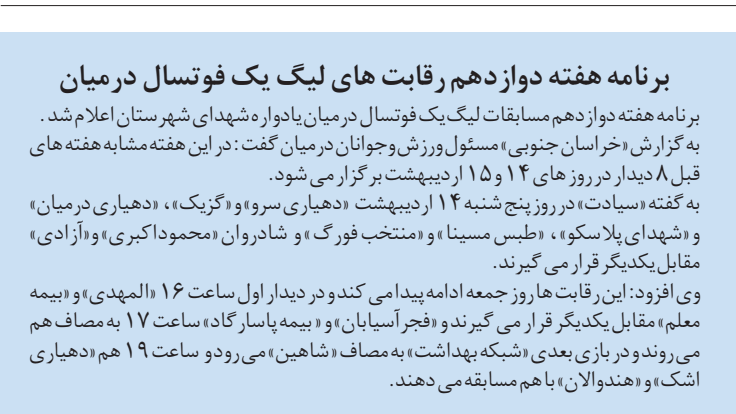 برنامه هفته دوازدهم رقابت های لیگ یک فوتسال درمیان
برنامه هفته دوازدهم مسابقات لیگ یک فوتسال درمیان یادواره شهدای شهرستان اعلام شد .
به گزارش «خراسان جنوبی» مسئول ورزش وجوانان درمیان گفت : در این هفته مشابه هفته های
قبل ۸ دیدار در روز های ۱۴ و ۱۵ اردیبهشت برگزار می شود.
به گفته «سیادت» در روز پنج شنبه ۱۴ اردیبهشت «دهیاری سرو» و «گزیک» ، «دهیاری درمیان»
و «شهدای پلاسکو» ، «طبس مسینا» و «منتخب فورگ» و شادروان «محموداکبری» و «آزادی»
مقابل یکدیگر قرار می گیرند.
وی افزود: این رقابت ها روز جمعه ادامه پیدا می کند و در دیدار اول ساعت ۱۶ «المهدی» و «بیمه
معلم» مقابل یکدیگر قرار می گیرند و «فجر آسیابان» و «بیمه پاسارگاد» ساعت ۱۷ به مصاف هم
می روند و در بازی بعدی «شبکه بهداشت» به مصاف «شاهین» می رود و ساعت ۱۹ هم «دهیاری
اشک» و «هندوالان» با هم مسابقه می دهند.